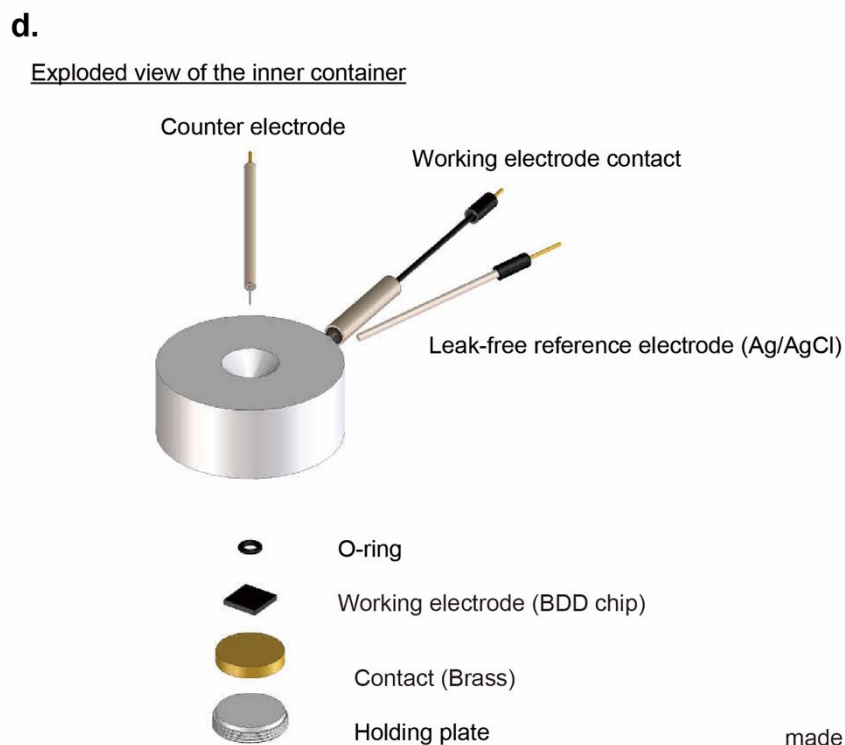 d.
Exploded view of the inner container
Counter electrode
Working electrode contact
Leak-free reference electrode (Ag/AgCl)
O-ring
Working electrode (BDD chip)
Contact (Brass)
Holding plate
made